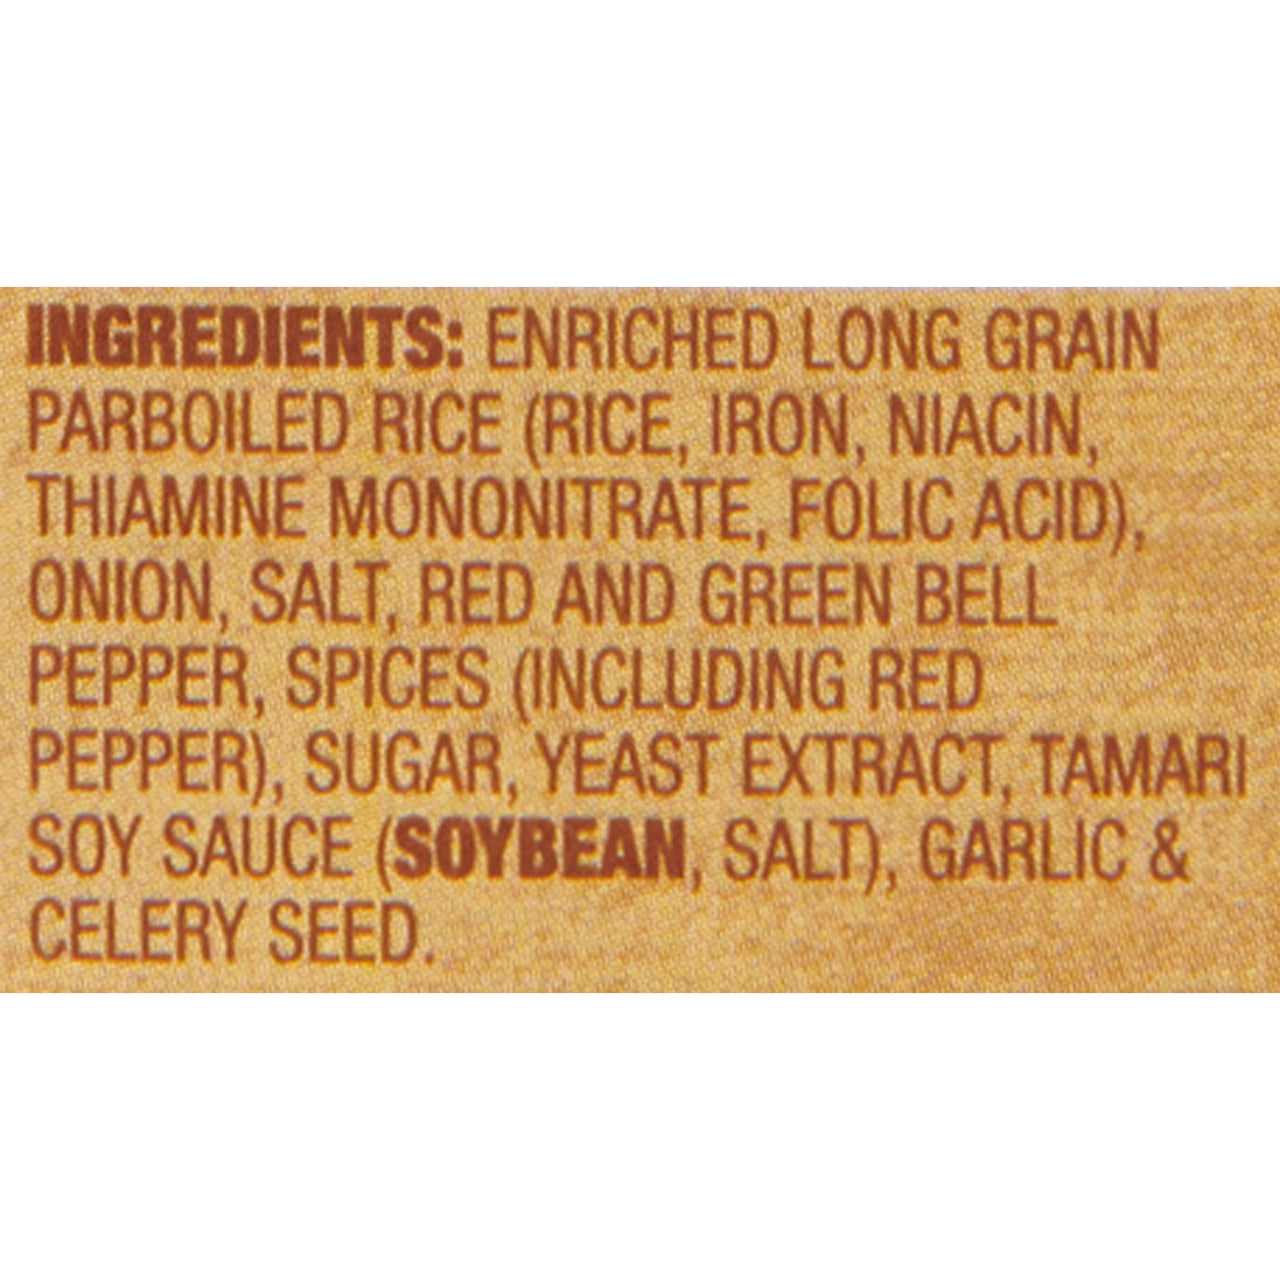 INGREDIENTS: ENRICHED LONG GRAIN
PARBOILED RICE (RICE, IRON, NIACIN,
THIAMINE MONONITRATE, FOLIC ACID),
ONION, SALT, RED AND GREEN BELL
PEPPER, SPICES (INCLUDING RED
PEPPER), SUGAR, YEAST EXTRACT, TAMARI
SOY SAUCE (SOYBEAN, SALT), GARLIC &
CELERY SEED.